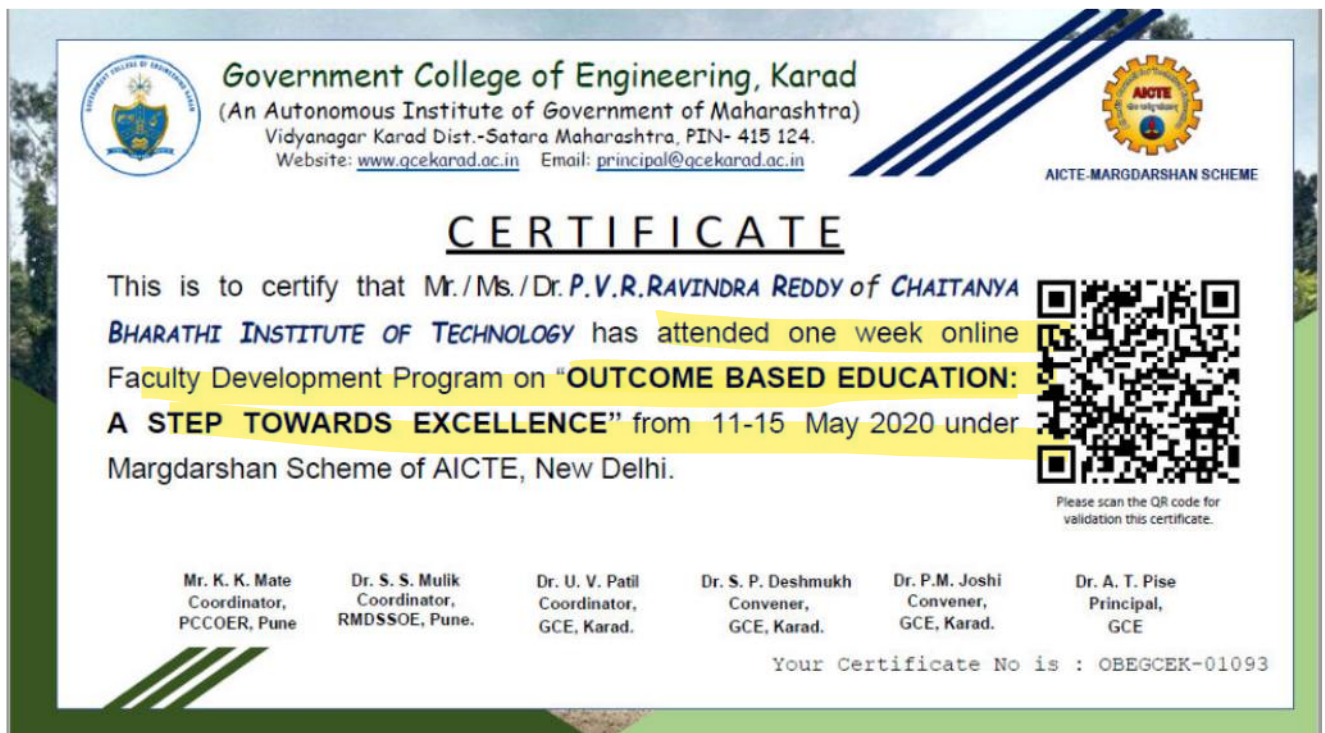 Government College of Engineering, Karad
(An Autonomous Institute of Government of Maharashtra)
Vidyanagar Karad Dist.-Satara Maharashtra, PIN- 415 124.
Website: www.gcekarad.ac.in Email: principal@gcekarad.ac.in
GOVERNMENT COLLEGE OF ENGINEERING KARAD
AICTE
AICTE-MARGDARSHAN SCHEME
CERTIFICATE
This is to certify that Mr./Ms./Dr. P.V.R.RAVINDRA REDDY of CHAITANYA
BHARATHI INSTITUTE OF TECHNOLOGY has attended one week online
Faculty Development Program on “OUTCOME BASED EDUCATION:
A STEP TOWARDS EXCELLENCE” from 11-15 May 2020 under
Margdarshan Scheme of AICTE, New Delhi.
Please scan the QR code for
validation this certificate.
Mr. K. K. Mate
Coordinator,
PCCOER, Pune
Dr. S. S. Mulik
Coordinator,
RMDSSOE, Pune.
Dr. U. V. Patil
Coordinator,
GCE, Karad.
Dr. S. P. Deshmukh
Convener,
GCE, Karad.
Dr. P.M. Joshi
Convener,
GCE, Karad.
Dr. A. T. Pise
Principal,
GCE
Your Certificate No is : OBEGCEK-01093